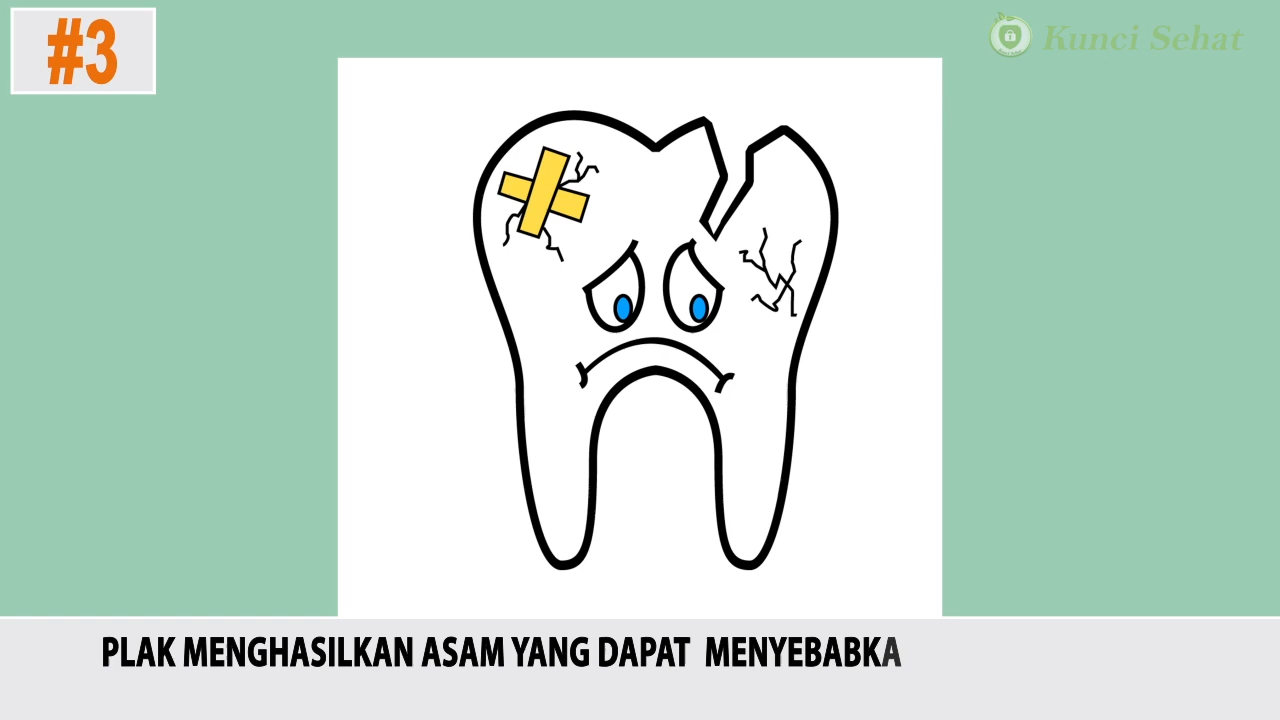 #3
Kunci Sehat
PLAK MENGHASILKAN ASAM YANG DAPAT MENYEBABKA